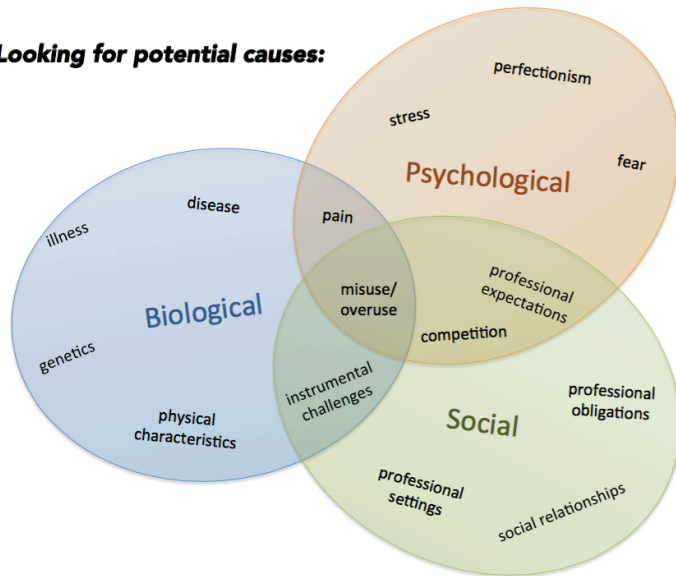 Looking for potential causes:
perfectionism
stress
fear
Psychological
disease
pain
illness
misuse/
overuse
professional
expectations
Biological
competition
genetics
instrumental
challenges
professional
obligations
physical
characteristics
Social
professional
settings
social relationships